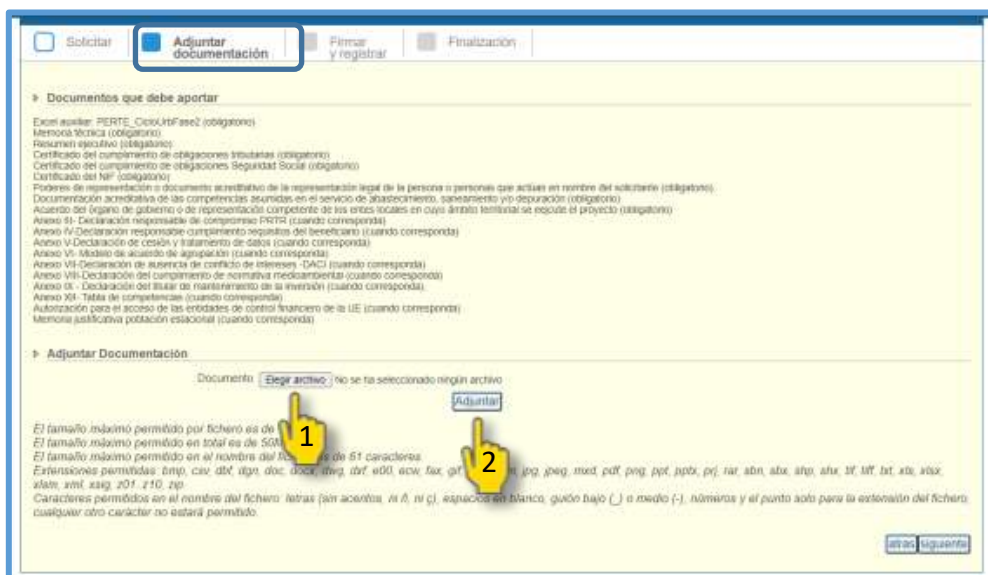 Solicitar
Adjuntar
documentación
Firmar
y registrar
Finalización
Documentos que debe aportar
Excel auxiliar: PERTE_CicloUrbFase2 (obligatorio)
Memoria técnica (obligatorio)
Resumen ejecutivo (obligatorio)
Certificado del cumplimiento de obligaciones tributarias (obligatorio)
Certificado del cumplimiento de obligaciones Seguridad Social (obligatorio)
Certificado del NIF (obligatorio)
Poderes de representación o documento acreditativo de la representación legal de la persona o personas que actúan en nombre del solicitante (obligatorio)
Documentación acreditativa de las competencias asumidas en el servicio de abastecimiento, saneamiento y/o depuración (obligatorio)
Acuerdo del órgano de gobierno o de representación competente de los entes locales en cuyo ámbito territorial se ejecute el proyecto (obligatorio)
Anexo III- Declaración responsable de compromiso PRTR (cuando corresponda)
Anexo IV-Declaración responsable cumplimiento requisitos del beneficiario (cuando corresponda)
Anexo V-Declaración de cesión y tratamiento de datos (cuando corresponda)
Anexo VI- Modelo de acuerdo de agrupación (cuando corresponda)
Anexo VII-Declaración de ausencia de conflicto de intereses -DACI (cuando corresponda)
Anexo VIII-Declaración del cumplimiento de normativa medioambiental (cuando corresponda)
Anexo IX - Declaración del titular de mantenimiento de la inversión (cuando corresponda)
Anexo XII- Tabla de competencias (cuando corresponda)
Autorización para el acceso de las entidades de control financiero de la UE (cuando corresponda)
Memoria justificativa población estacional (cuando corresponda)
Adjuntar Documentación
Documento Elegir archivo No se ha seleccionado ningún archivo
Adjuntar
1
2
El tamaño máximo permitido por fichero es de
El tamaño máximo permitido en total es de
El tamaño máximo permitido en el nombre del de 61 caracteres
Extensiones permitidas: bmp, csv, dbf, dgn, doc, docx, dwg, dxf, e00, ecw, fax, gif, jpg, jpeg, mxd, pdf, png, ppt, pptx, prj, rar, sbn, sbx, shp, shx, tif, tiff, txt, xls, xlsx,
xlsm, xml, xsig, z01, z10, zip
Caracteres permitidos en el nombre del fichero: letras (sin acentos, ni ñ, ni ç), espacios en blanco, guión bajo (_) o medio (-), números y el punto solo para la extensión del fichero,
cualquier otro carácter no estará permitido.
atras siguiente